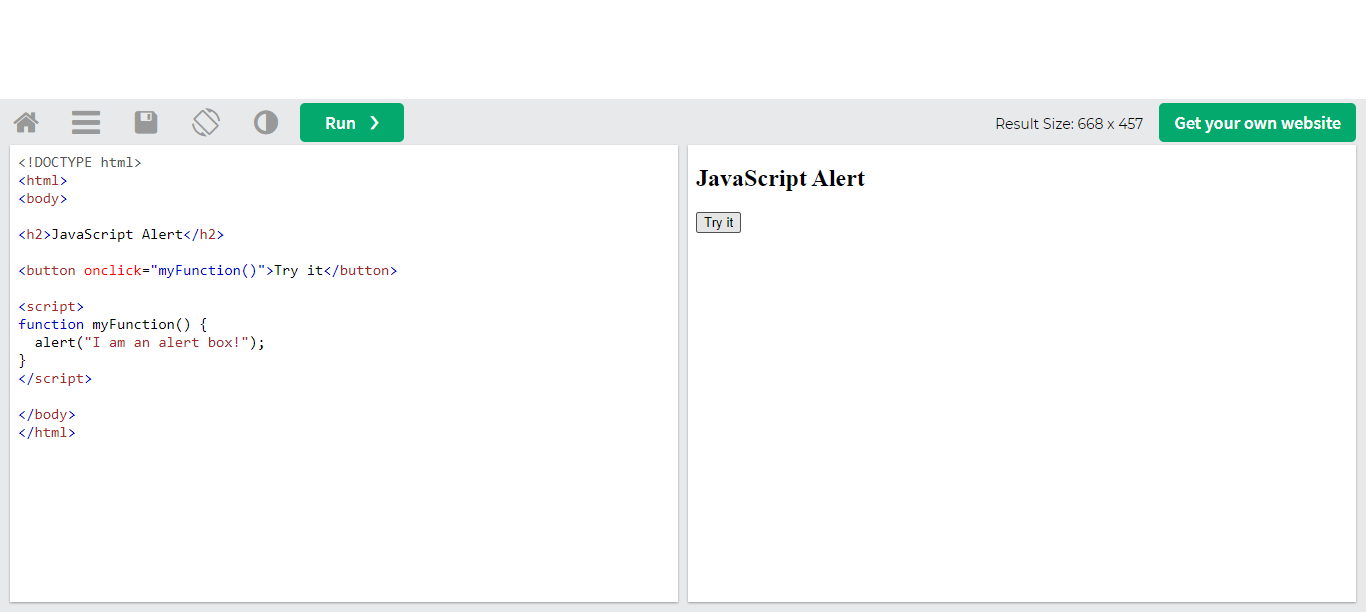 Run ❯
Result Size: 668 x 457
Get your own website
<!DOCTYPE html>
<html>
<body>
<h2>JavaScript Alert</h2>
<button onclick="myFunction()">Try it</button>
<script>
function myFunction() {
  alert("I am an alert box!");
}
</script>
</body>
</html>
JavaScript Alert
Try it